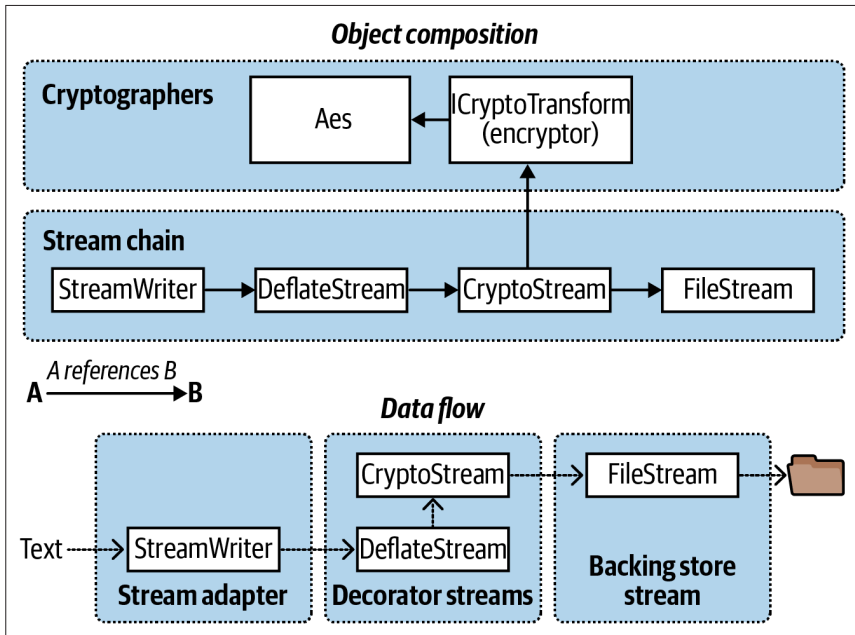 Object composition
Cryptographers
Aes
ICryptoTransform
(encryptor)
Stream chain
StreamWriter
DeflateStream
CryptoStream
FileStream
A references B
A
B
Data flow
CryptoStream
FileStream
Text
StreamWriter
DeflateStream
Stream adapter
Decorator streams
Backing store
stream